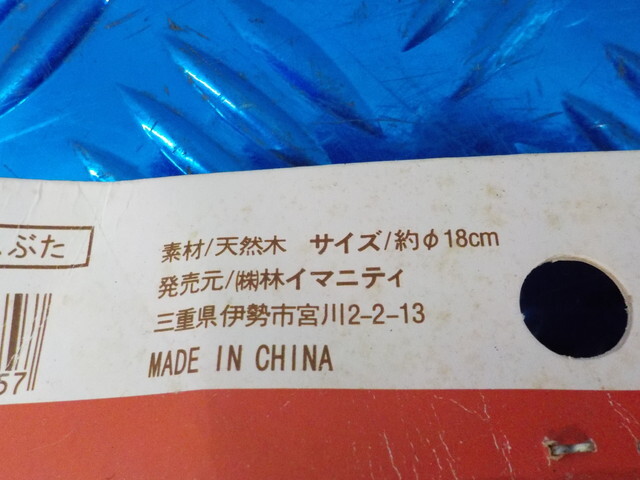 ぶた
素材/天然木 サイズ/約φ18cm
発売元/㈱林イマニティ
三重県伊勢市宮川2-2-13
MADE IN CHINA
57